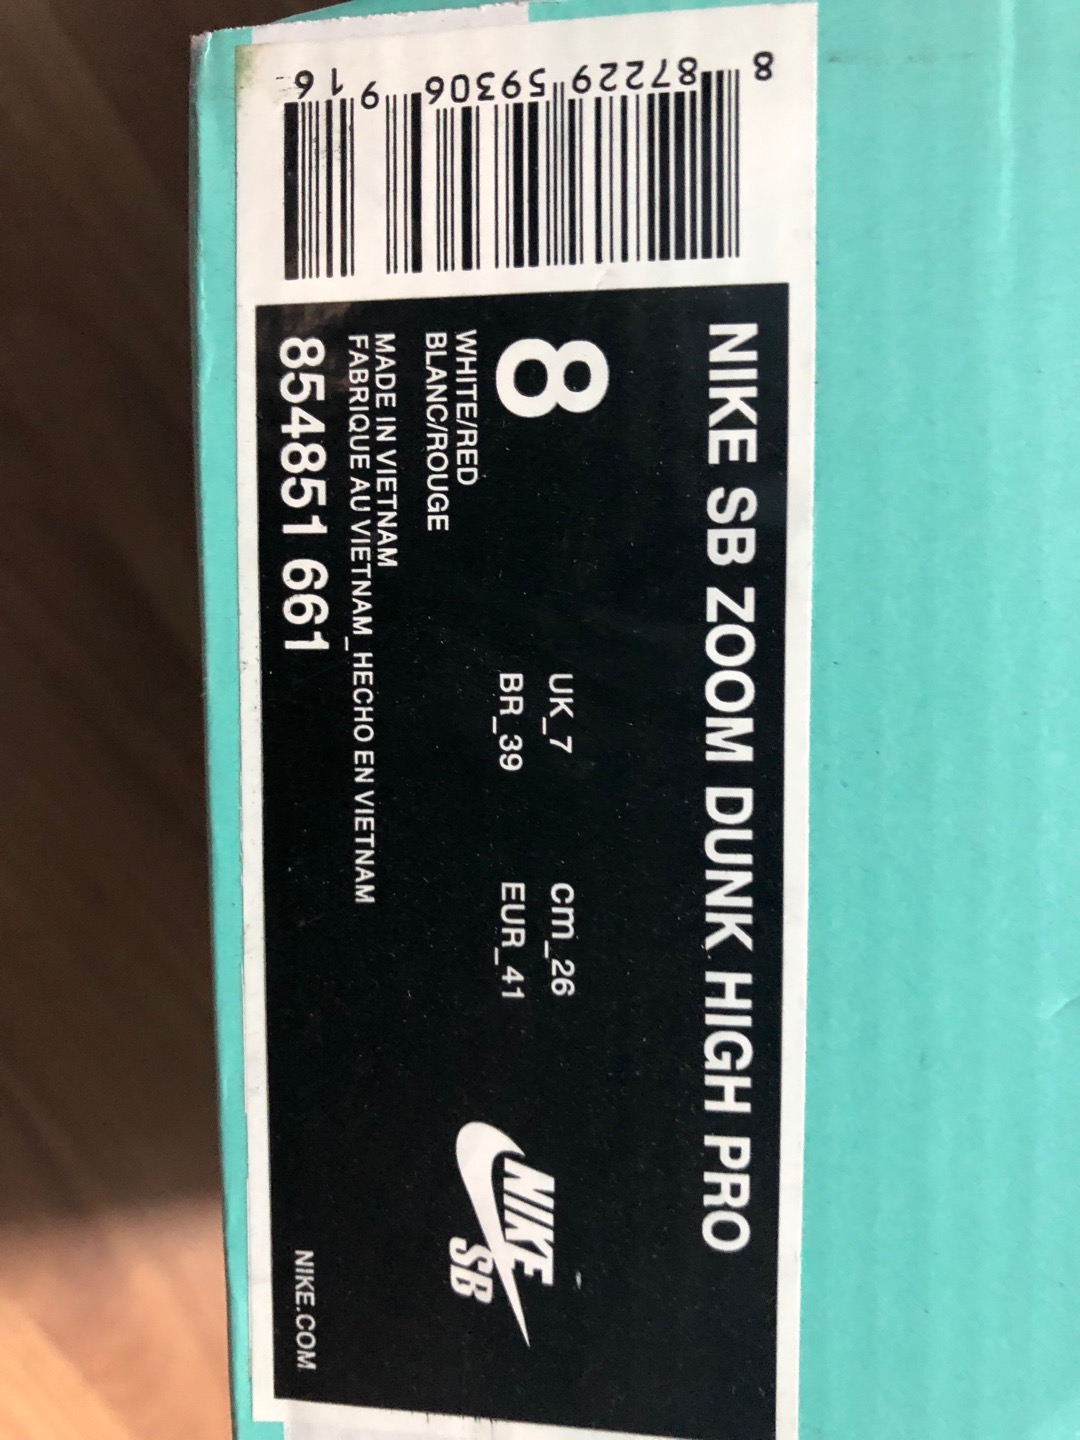 NIKE SB ZOOM DUNK HIGH PRO
8
UK_7 cm_26
BR_39 EUR_41
WHITE/RED
BLANC/ROUGE
MADE IN VIETNAM
FABRIQUE AU VIETNAM_HECHO EN VIETNAM
854851 661
NIKE SB
NIKE.COM
8 87229 59306 9 16